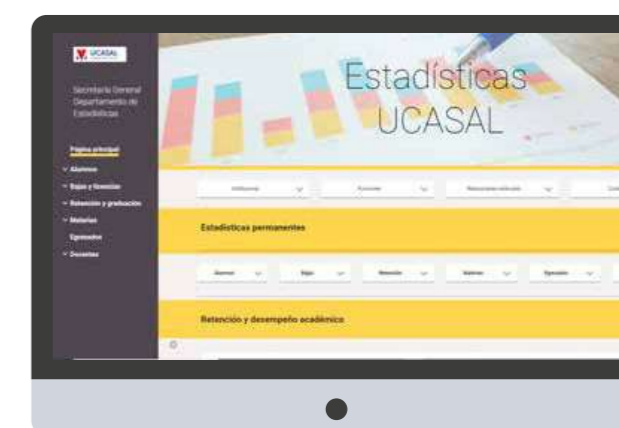 UCASAL
Secretaría General
Departamento de
Estadísticas
Página principal
Alumnos
Bajas y licencias
Retención y graduación
Materias
Egresados
Docentes
Estadísticas
UCASAL
Institucional
Estadísticas permanentes
Alumnos
Bajas
Retención
Materias
Egresados
Retención y desempeño académico